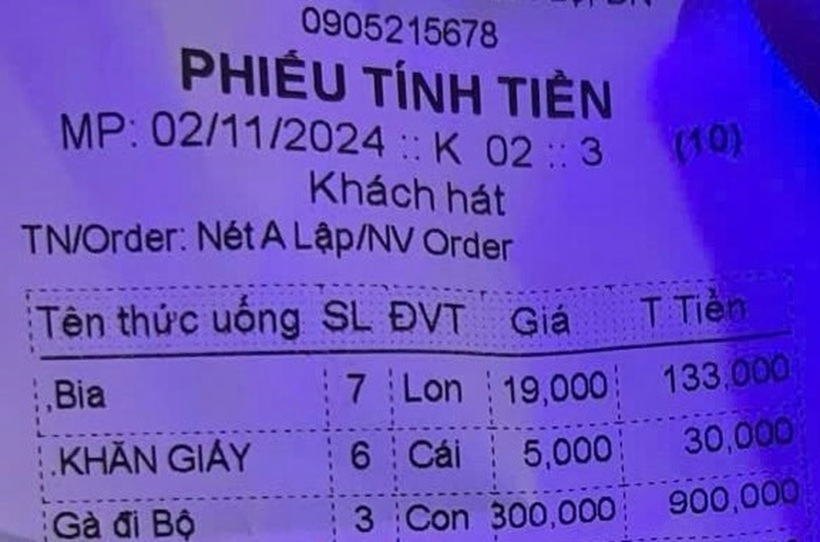 0905215678
PHIẾU TÍNH TIỀN
MP: 02/11/2024 :: K 02 :: 3 (10)
Khách hát
TN/Order: Nét A Lập/NV Order
Tên thức uống SL ĐVT Giá T Tiền
,Bia 7 Lon 19,000 133,000
.KHĂN GIẤY 6 Cái 5,000 30,000
Gà đi Bộ 3 Con 300,000 900,000